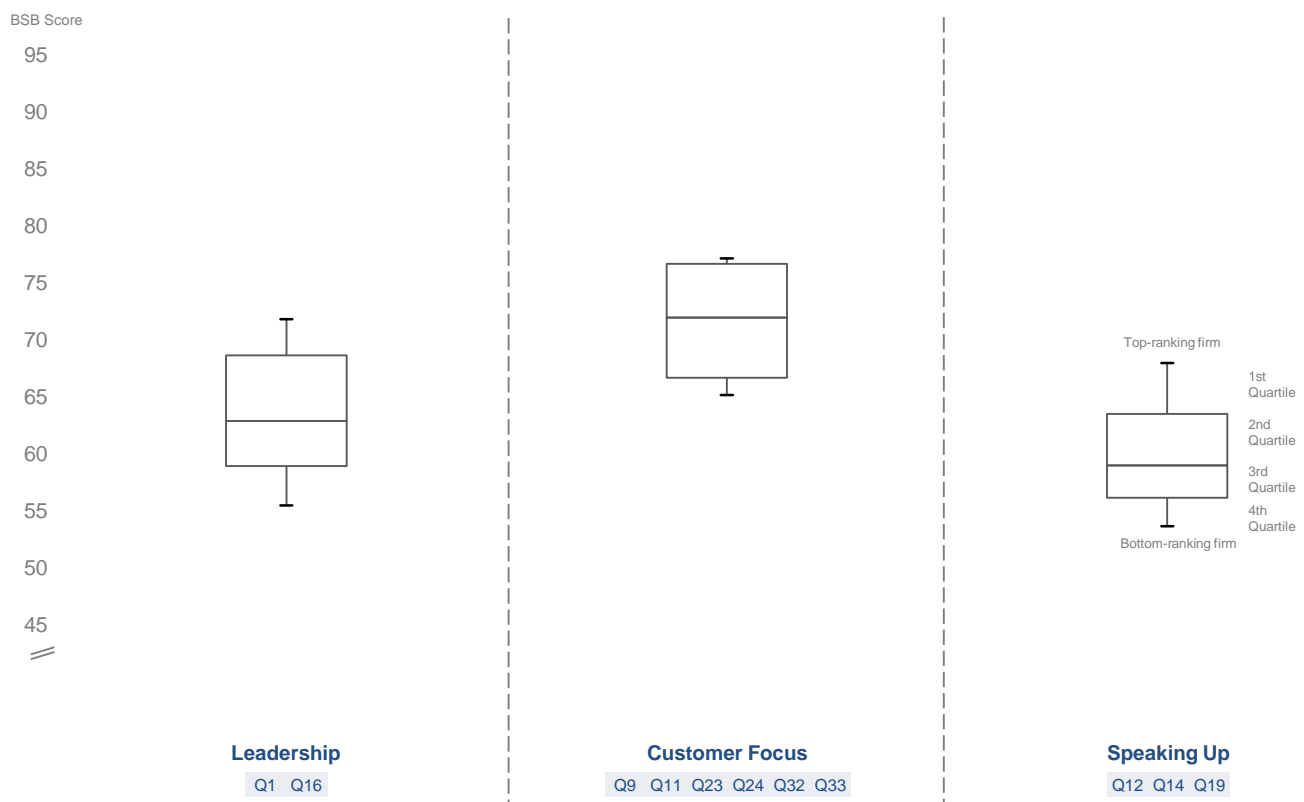 BSB Score
95
90
85
80
75
70
65
60
55
50
45
Top-ranking firm
1st
Quartile
2nd
Quartile
3rd
Quartile
4th
Quartile
Bottom-ranking firm
Leadership
Q1 Q16
Customer Focus
Q9 Q11 Q23 Q24 Q32 Q33
Speaking Up
Q12 Q14 Q19